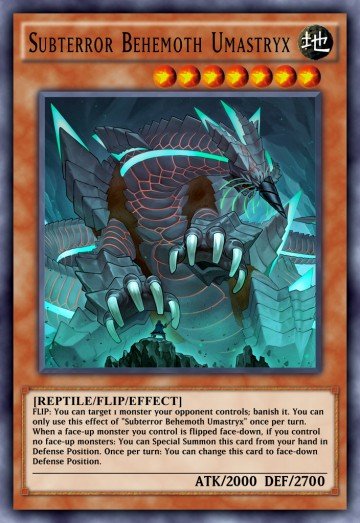 Subterror Behemoth Umastryx
地
[REPTILE/FLIP/EFFECT]
FLIP: You can target 1 monster your opponent controls; banish it. You can
only use this effect of "Subterror Behemoth Umastryx" once per turn.
When a face-up monster you control is flipped face-down, if you control
no face-up monsters: You can Special Summon this card from your hand in
Defense Position. Once per turn: You can change this card to face-down
Defense Position.
ATK/2000 DEF/2700